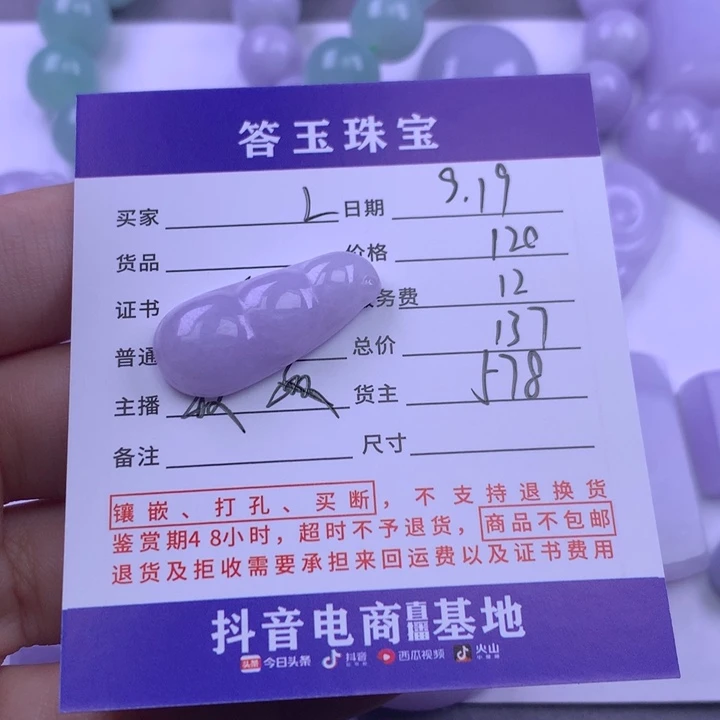 答玉珠宝
买家 L 日期 9.19
货品 价格 120
证书 务费 12
普通 总价 137
主播 货主 578
备注 尺寸
镶嵌、打孔、买断，不支持退换货
鉴赏期48小时，超时不予退货，商品不包邮
退货及拒收需要承担来回运费以及证书费用
抖音电商直播基地
头条 今日头条 抖音 西瓜视频 火山